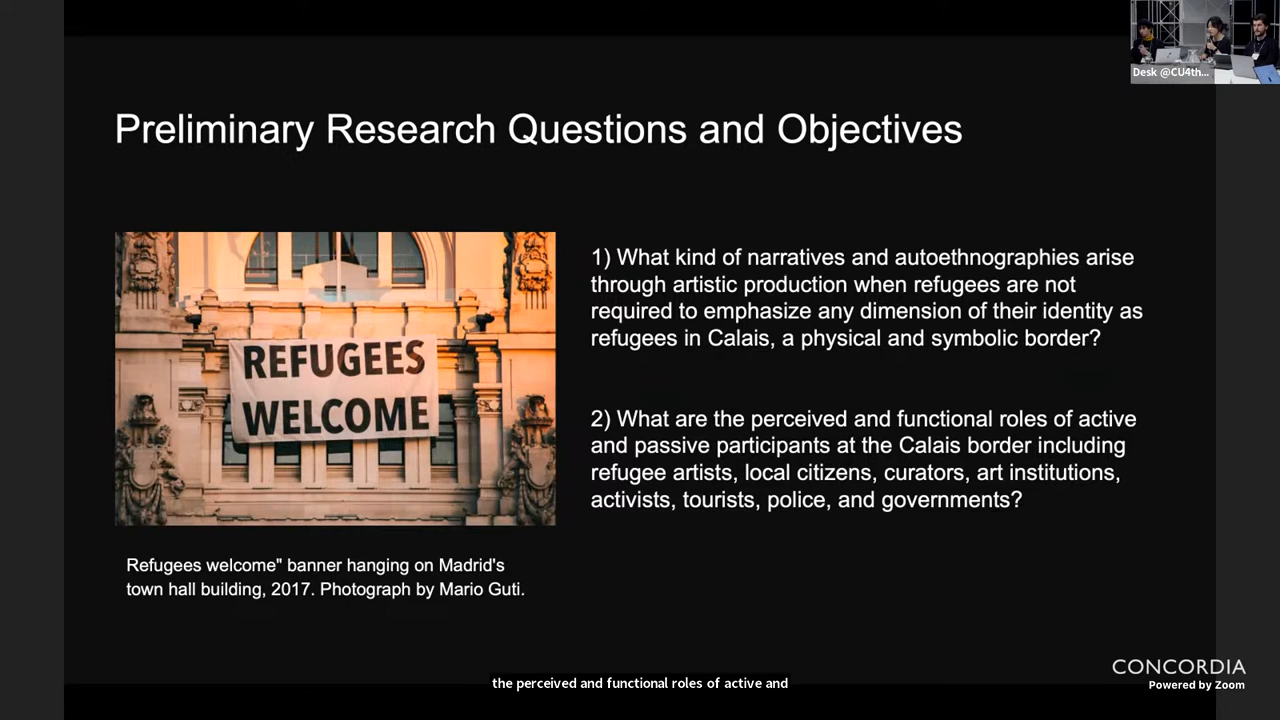 Desk @CU4th...
Preliminary Research Questions and Objectives
REFUGEES
WELCOME
1) What kind of narratives and autoethnographies arise
through artistic production when refugees are not
required to emphasize any dimension of their identity as
refugees in Calais, a physical and symbolic border?
2) What are the perceived and functional roles of active
and passive participants at the Calais border including
refugee artists, local citizens, curators, art institutions,
activists, tourists, police, and governments?
Refugees welcome" banner hanging on Madrid's
town hall building, 2017. Photograph by Mario Guti.
CONCORDIA
Powered by Zoom
the perceived and functional roles of active and